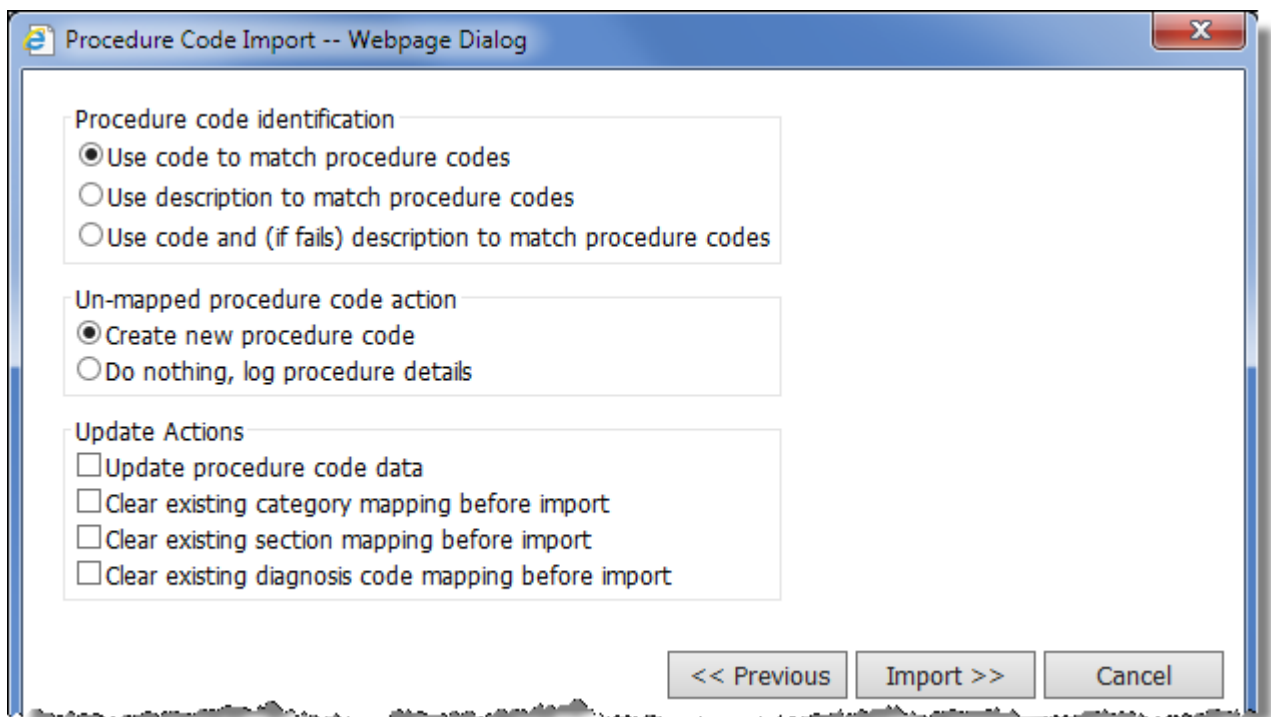 Procedure Code Import -- Webpage Dialog
Procedure code identification
Use code to match procedure codes
Use description to match procedure codes
Use code and (if fails) description to match procedure codes
Un-mapped procedure code action
Create new procedure code
Do nothing, log procedure details
Update Actions
Update procedure code data
Clear existing category mapping before import
Clear existing section mapping before import
Clear existing diagnosis code mapping before import
<< Previous Import >> Cancel